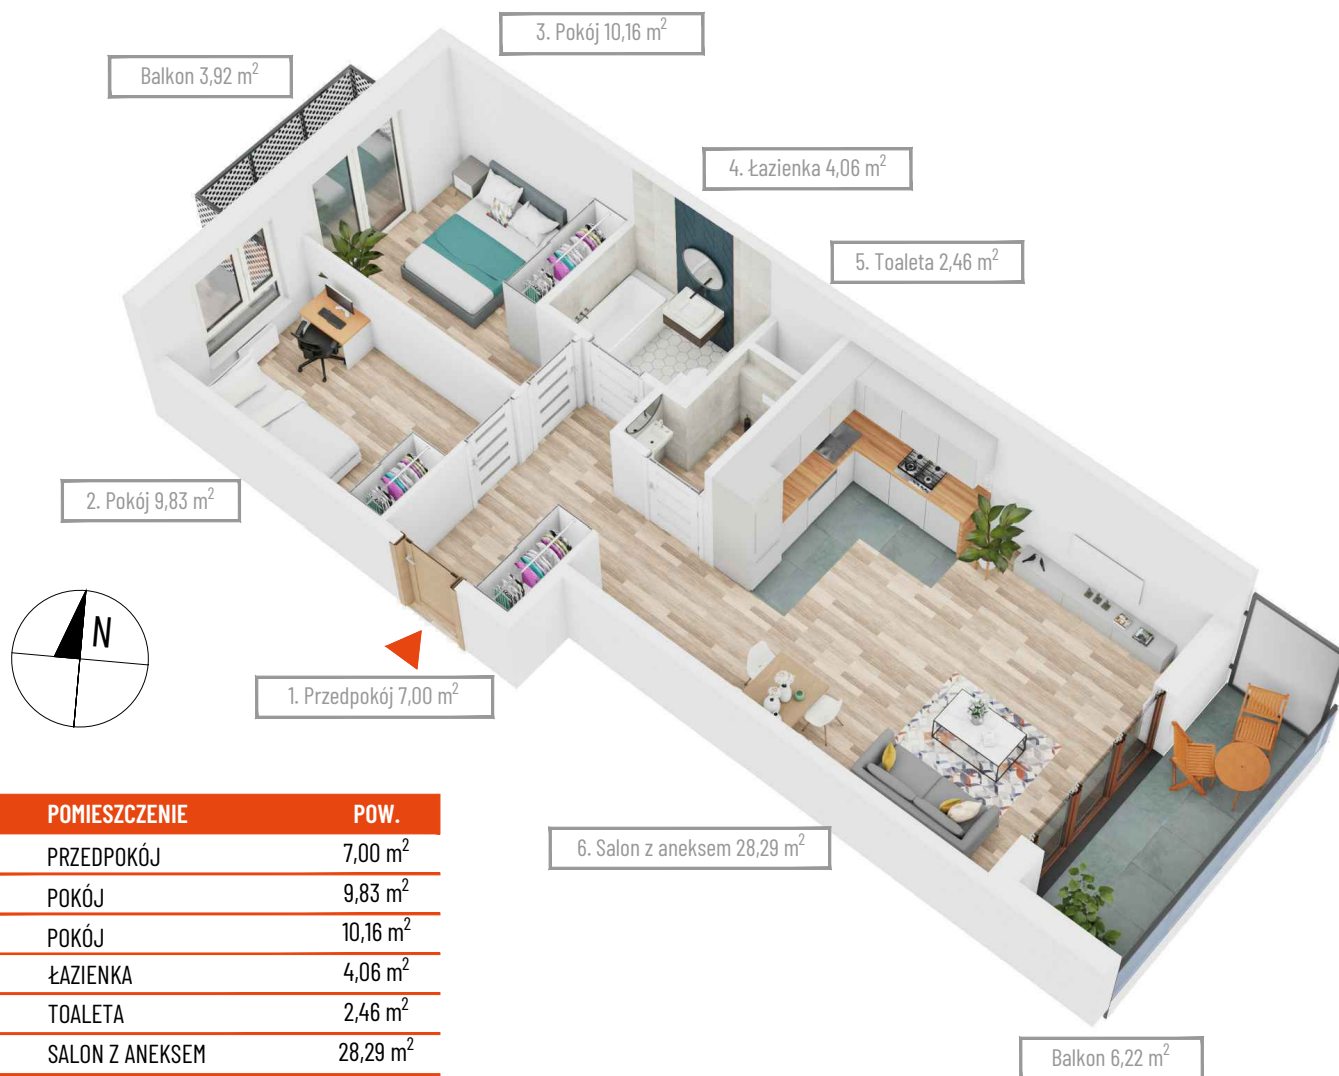 3. Pokój 10,16 m²
Balkon 3,92 m²
4. Łazienka 4,06 m²
5. Toaleta 2,46 m²
2. Pokój 9,83 m²
N
1. Przedpokój 7,00 m²
6. Salon z aneksem 28,29 m²
Balkon 6,22 m²
POMIESZCZENIE POW.
PRZEDPOKÓJ 7,00 m²
POKÓJ 9,83 m²
POKÓJ 10,16 m²
ŁAZIENKA 4,06 m²
TOALETA 2,46 m²
SALON Z ANEKSEM 28,29 m²